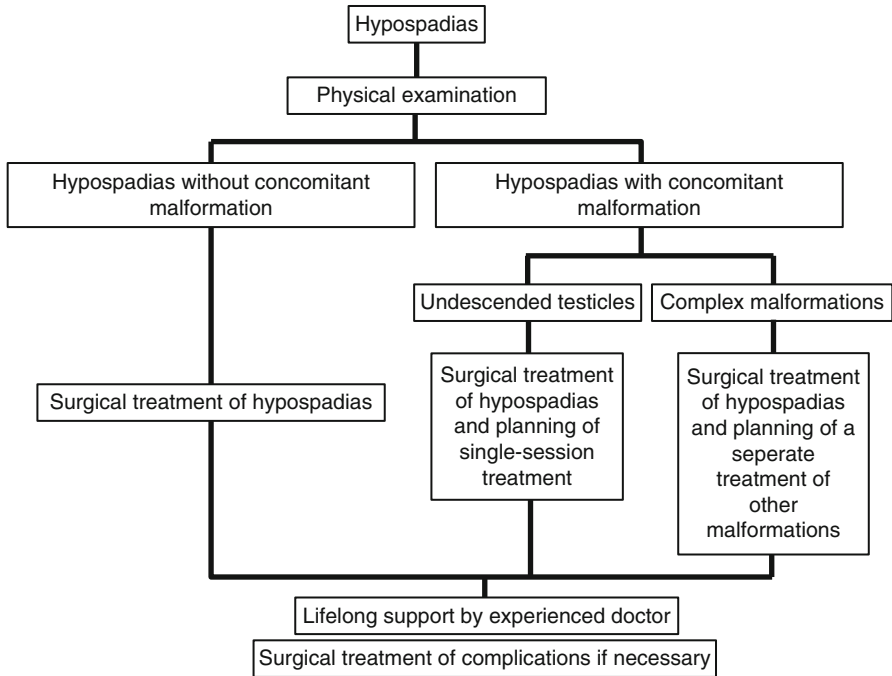 Hypospadias
Physical examination
Hypospadias without concomitant
malformation
Hypospadias with concomitant
malformation
Undescended testicles
Complex malformations
Surgical treatment of hypospadias
Surgical treatment
of hypospadias
and planning of
single-session
treatment
Surgical treatment
of hypospadias
and planning of a
seperate
treatment of
other
malformations
Lifelong support by experienced doctor
Surgical treatment of complications if necessary